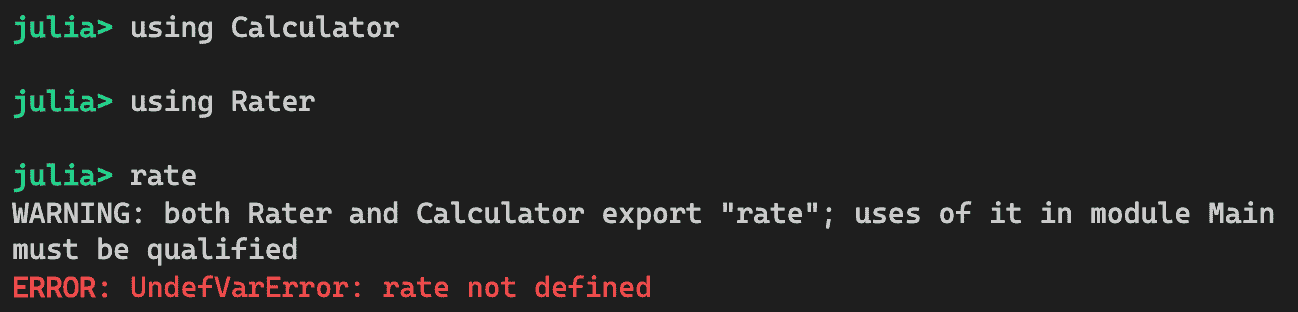 julia> using Calculator
julia> using Rater
julia> rate
WARNING: both Rater and Calculator export "rate"; uses of it in module Main
must be qualified
ERROR: UndefVarError: rate not defined